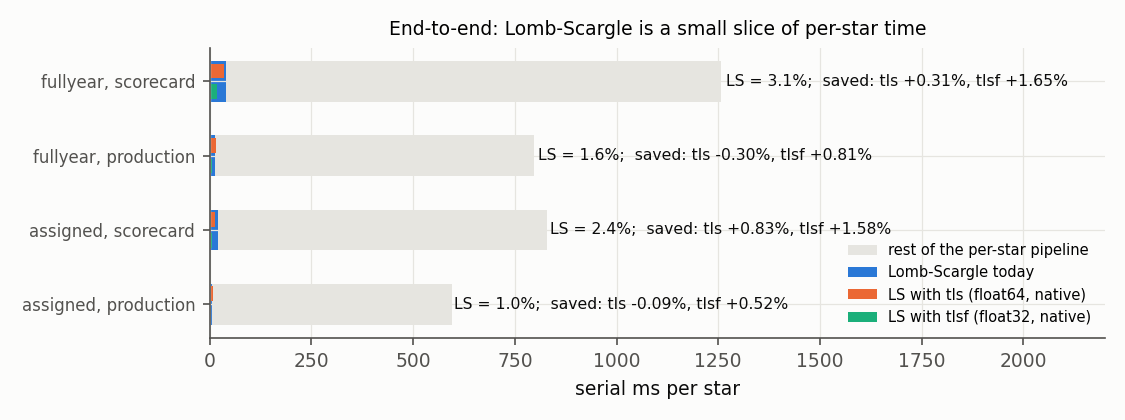 End-to-end: Lomb-Scargle is a small slice of per-star time
fullyear, scorecard
LS = 3.1%;  saved: tls +0.31%, tlsf +1.65%
fullyear, production
LS = 1.6%;  saved: tls -0.30%, tlsf +0.81%
assigned, scorecard
LS = 2.4%;  saved: tls +0.83%, tlsf +1.58%
assigned, production
LS = 1.0%;  saved: tls -0.09%, tlsf +0.52%
rest of the per-star pipeline
Lomb-Scargle today
LS with tls (float64, native)
LS with tlsf (float32, native)
0 250 500 750 1000 1250 1500 1750 2000
serial ms per star